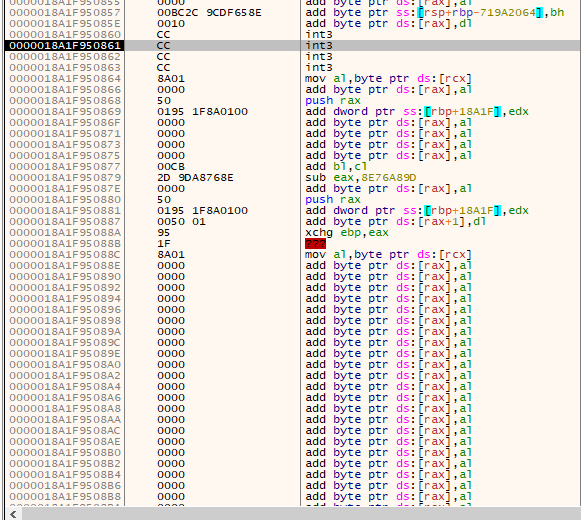 0000018A1F950855 0000 add byte ptr ds:[rax],al
0000018A1F950857 00BC2C 9CDF658E add byte ptr ss:[rsp+rbp-719A2064],bh
0000018A1F95085E 0010 add byte ptr ds:[rax],dl
0000018A1F950860 CC int3
0000018A1F950861 CC int3
0000018A1F950862 CC int3
0000018A1F950863 CC int3
0000018A1F950864 8A01 mov al,byte ptr ds:[rcx]
0000018A1F950866 0000 add byte ptr ds:[rax],al
0000018A1F950868 50 push rax
0000018A1F950869 0195 1F8A0100 add dword ptr ss:[rbp+18A1F],edx
0000018A1F95086F 0000 add byte ptr ds:[rax],al
0000018A1F950871 0000 add byte ptr ds:[rax],al
0000018A1F950873 0000 add byte ptr ds:[rax],al
0000018A1F950875 0000 add byte ptr ds:[rax],al
0000018A1F950877 00CB add bl,cl
0000018A1F950879 2D 9DA8768E sub eax,8E76A89D
0000018A1F95087E 0000 add byte ptr ds:[rax],al
0000018A1F950880 50 push rax
0000018A1F950881 0195 1F8A0100 add dword ptr ss:[rbp+18A1F],edx
0000018A1F950887 0050 01 add byte ptr ds:[rax+1],dl
0000018A1F95088A 95 xchg ebp,eax
0000018A1F95088B 1F ???
0000018A1F95088C 8A01 mov al,byte ptr ds:[rcx]
0000018A1F95088E 0000 add byte ptr ds:[rax],al
0000018A1F950890 0000 add byte ptr ds:[rax],al
0000018A1F950892 0000 add byte ptr ds:[rax],al
0000018A1F950894 0000 add byte ptr ds:[rax],al
0000018A1F950896 0000 add byte ptr ds:[rax],al
0000018A1F950898 0000 add byte ptr ds:[rax],al
0000018A1F95089A 0000 add byte ptr ds:[rax],al
0000018A1F95089C 0000 add byte ptr ds:[rax],al
0000018A1F95089E 0000 add byte ptr ds:[rax],al
0000018A1F9508A0 0000 add byte ptr ds:[rax],al
0000018A1F9508A2 0000 add byte ptr ds:[rax],al
0000018A1F9508A4 0000 add byte ptr ds:[rax],al
0000018A1F9508A6 0000 add byte ptr ds:[rax],al
0000018A1F9508A8 0000 add byte ptr ds:[rax],al
0000018A1F9508AA 0000 add byte ptr ds:[rax],al
0000018A1F9508AC 0000 add byte ptr ds:[rax],al
0000018A1F9508AE 0000 add byte ptr ds:[rax],al
0000018A1F9508B0 0000 add byte ptr ds:[rax],al
0000018A1F9508B2 0000 add byte ptr ds:[rax],al
0000018A1F9508B4 0000 add byte ptr ds:[rax],al
0000018A1F9508B6 0000 add byte ptr ds:[rax],al
0000018A1F9508B8 0000 add byte ptr ds:[rax],al